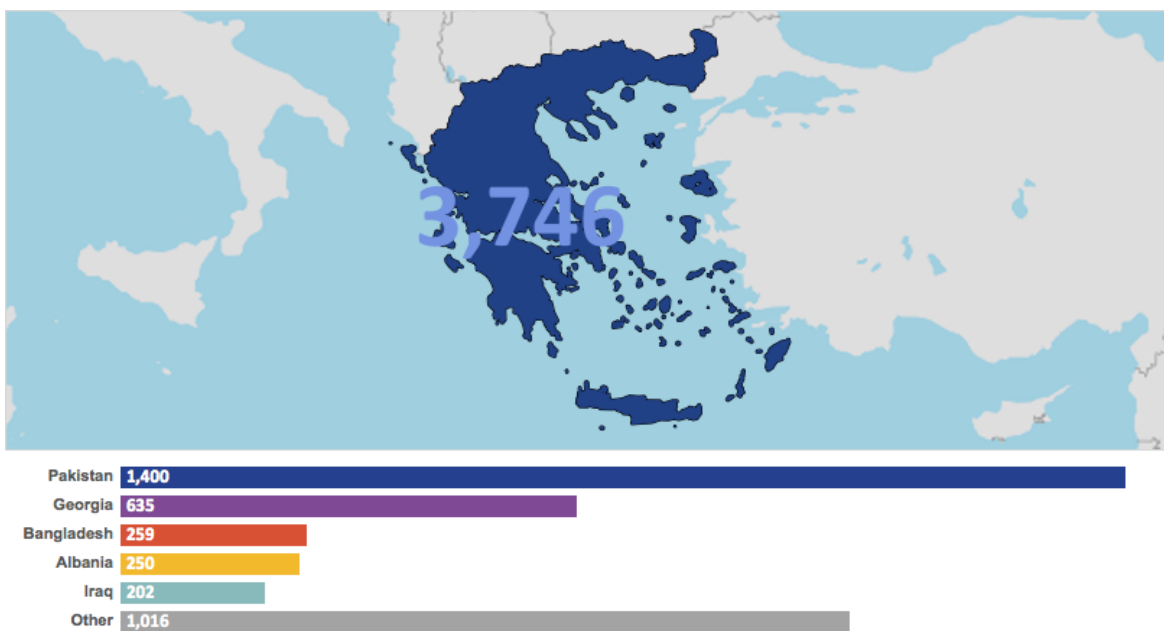 3,746
Pakistan 1,400
Georgia 635
Bangladesh 259
Albania 250
Iraq 202
Other 1,016